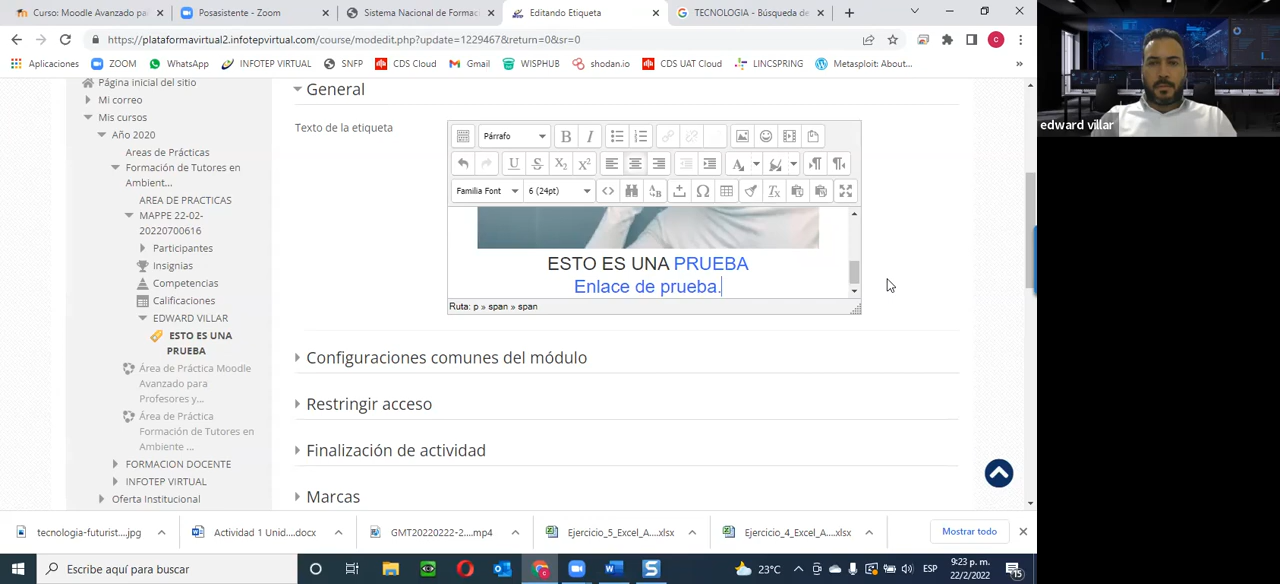 Curso: Moodle Avanzado pa
Posasistente - Zoom
Sistema Nacional de Formac
Editando Etiqueta
TECNOLOGIA - Búsqueda de
https://plataformavirtual2.infotepvirtual.com/course/modedit.php?update=1229467&return=0&sr=0
Aplicaciones
ZOOM
WhatsApp
INFOTEP VIRTUAL
SNFP
CDS Cloud
Gmail
WISPHUB
shodan.io
CDS UAT Cloud
LINCSPRING
Metasploit: About...
»
edward villar
Página inicial del sitio
Mi correo
Mis cursos
Año 2020
Areas de Prácticas
Formación de Tutores en
Ambient...
AREA DE PRACTICAS
MAPPE 22-02-
20220700616
Participantes
Insignias
Competencias
Calificaciones
EDWARD VILLAR
ESTO ES UNA
PRUEBA
Área de Práctica Moodle
Avanzado para
Profesores y...
Área de Práctica
Formación de Tutores en
Ambiente ...
FORMACION DOCENTE
INFOTEP VIRTUAL
Oferta Institucional
General
Texto de la etiqueta
Párrafo
Familia Font
6 (24pt)
ESTO ES UNA PRUEBA
Enlace de prueba.
Ruta: p » span » span
Configuraciones comunes del módulo
Restringir acceso
Finalización de actividad
Marcas
tecnologia-futurist....jpg
Actividad 1 Unid....docx
GMT20220222-2....mp4
Ejercicio_5_Excel_A....xlsx
Ejercicio_4_Excel_A....xlsx
Mostrar todo
Escribe aquí para buscar
23°C
ESP
9:23 p. m.
22/2/2022
15